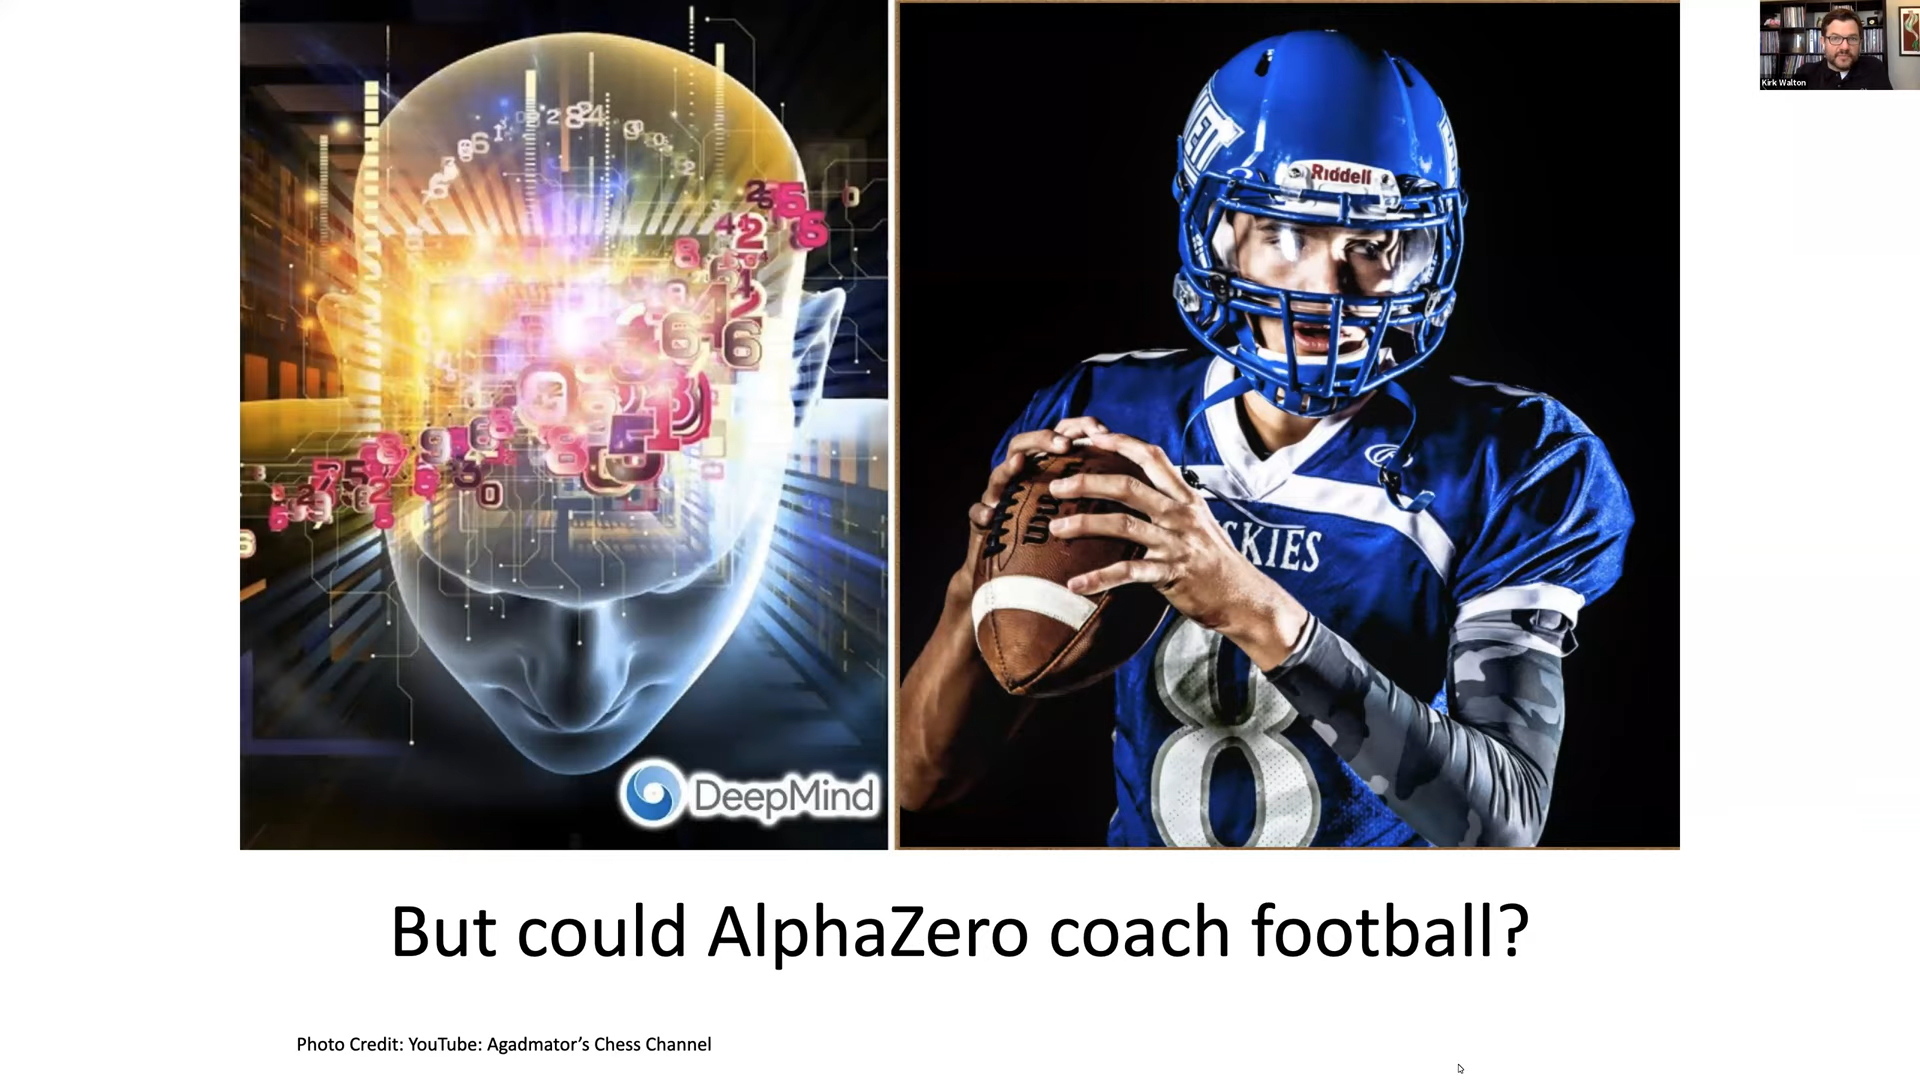 Kirk Walton
Riddell
SKIES
8
DeepMind
But could AlphaZero coach football?
Photo Credit: YouTube: Agadmator’s Chess Channel